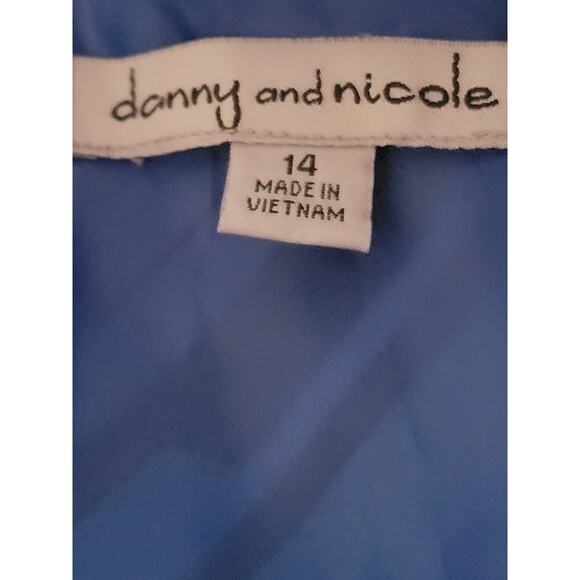 danny and nicole
14
MADE IN
VIETNAM